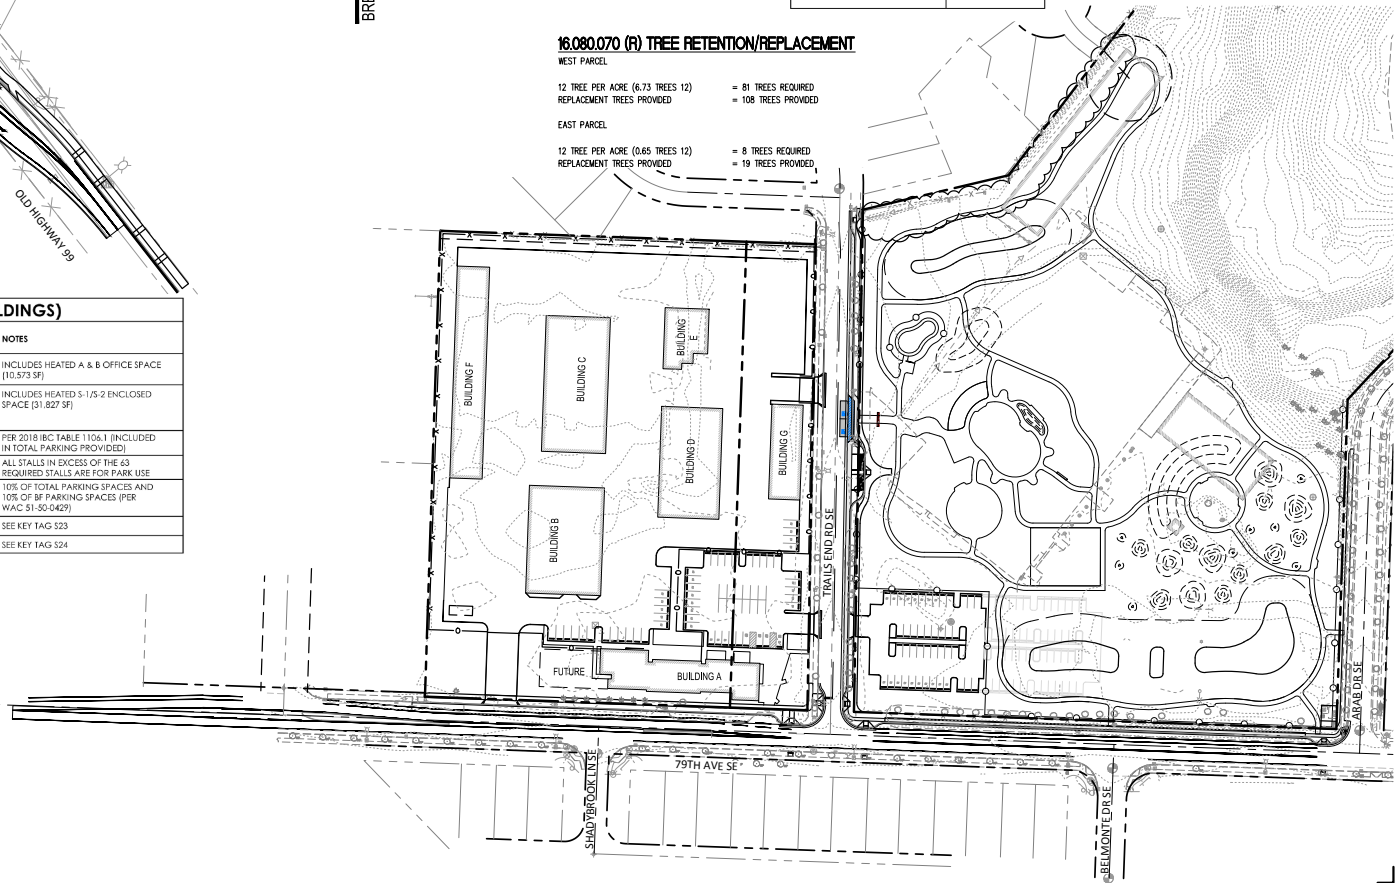 BRE
16.080.070 (R) TREE RETENTION/REPLACEMENT
WEST PARCEL
12 TREE PER ACRE (6.73 TREES 12) = 81 TREES REQUIRED
REPLACEMENT TREES PROVIDED = 108 TREES PROVIDED
EAST PARCEL
12 TREE PER ACRE (0.65 TREES 12) = 8 TREES REQUIRED
REPLACEMENT TREES PROVIDED = 19 TREES PROVIDED
OLD HIGHWAY 99
LDINGS)
NOTES
INCLUDES HEATED A & B OFFICE SPACE
(10,573 SF)
INCLUDES HEATED S-1/S-2 ENCLOSED
SPACE (31,827 SF)
PER 2018 IBC TABLE 1106.1 (INCLUDED
IN TOTAL PARKING PROVIDED)
ALL STALLS IN EXCESS OF THE 63
REQUIRED STALLS ARE FOR PARK USE
10% OF TOTAL PARKING SPACES AND
10% OF BF PARKING SPACES (PER
WAC 51-50-0429)
SEE KEY TAG S23
SEE KEY TAG S24
BUILDING F
BUILDING C
BUILDING
E
BUILDING D
BUILDING G
BUILDING B
FUTURE
BUILDING A
TRAILS END RD SE
ARAB DR SE
79TH AVE SE
SHADYBROOK LN SE
BELMONTE DR SE